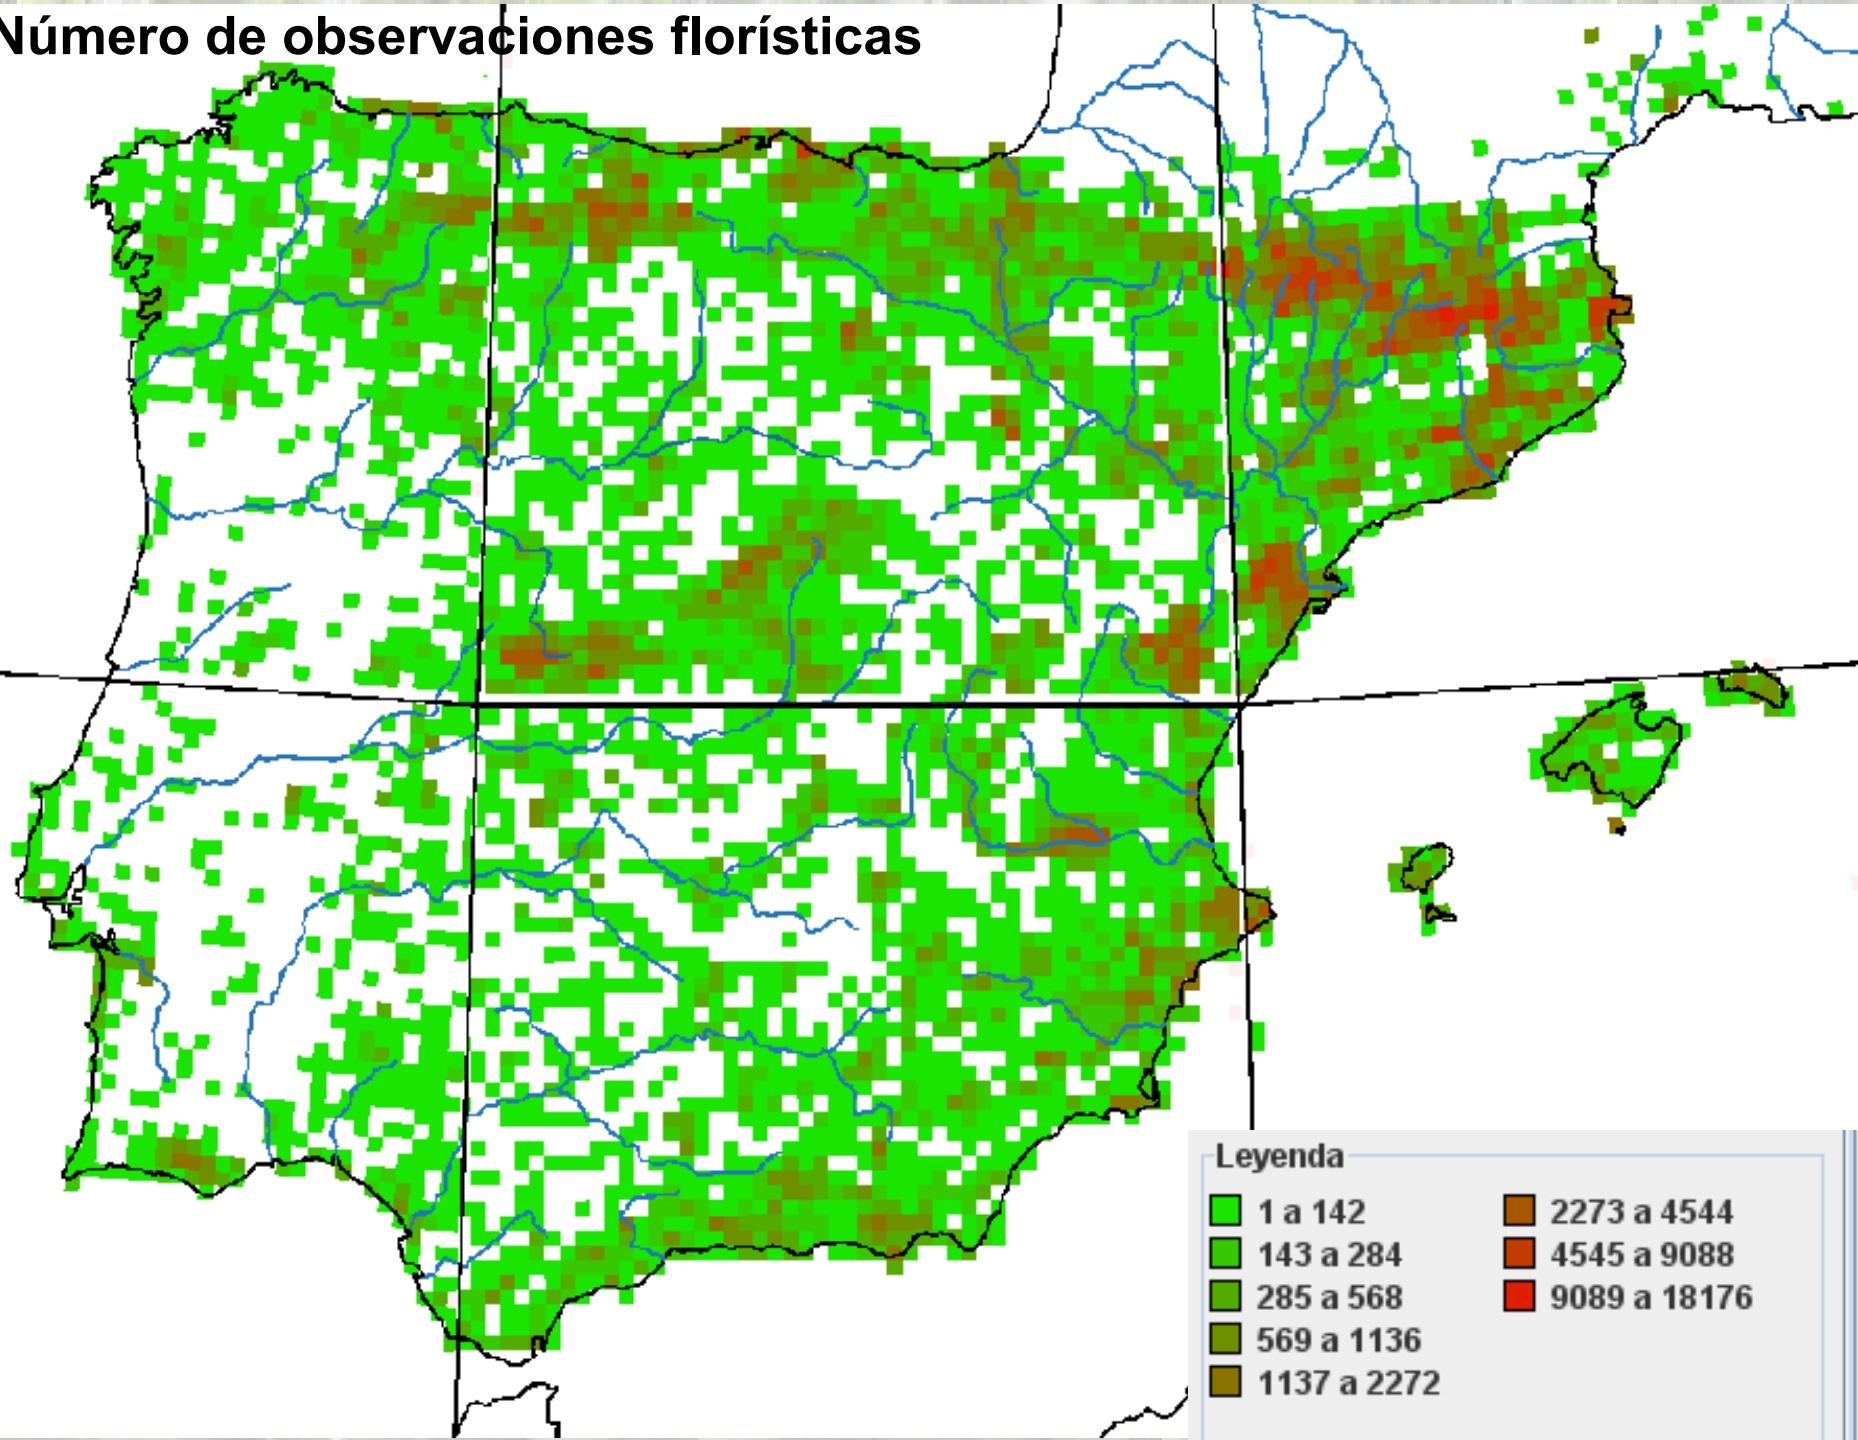 Número de observaciones florísticas
Leyenda
1 a 142
143 a 284
285 a 568
569 a 1136
1137 a 2272
2273 a 4544
4545 a 9088
9089 a 18176